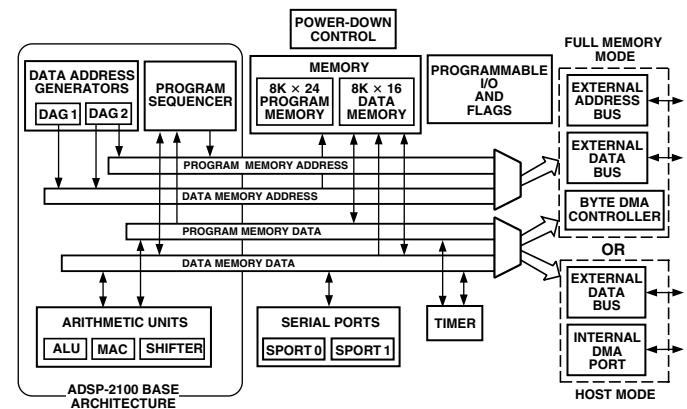 POWER-DOWN
CONTROL
FULL MEMORY
MODE
DATA ADDRESS
GENERATORS
DAG 1
DAG 2
PROGRAM
SEQUENCER
MEMORY
8K × 24
PROGRAM
MEMORY
8K × 16
DATA
MEMORY
PROGRAMMABLE
I/O
AND
FLAGS
EXTERNAL
ADDRESS
BUS
EXTERNAL
DATA
BUS
BYTE DMA
CONTROLLER
PROGRAM MEMORY ADDRESS
DATA MEMORY ADDRESS
PROGRAM MEMORY DATA
DATA MEMORY DATA
OR
EXTERNAL
DATA
BUS
INTERNAL
DMA
PORT
HOST MODE
ARITHMETIC UNITS
ALU
MAC
SHIFTER
SERIAL PORTS
SPORT 0
SPORT 1
TIMER
ADSP-2100 BASE
ARCHITECTURE